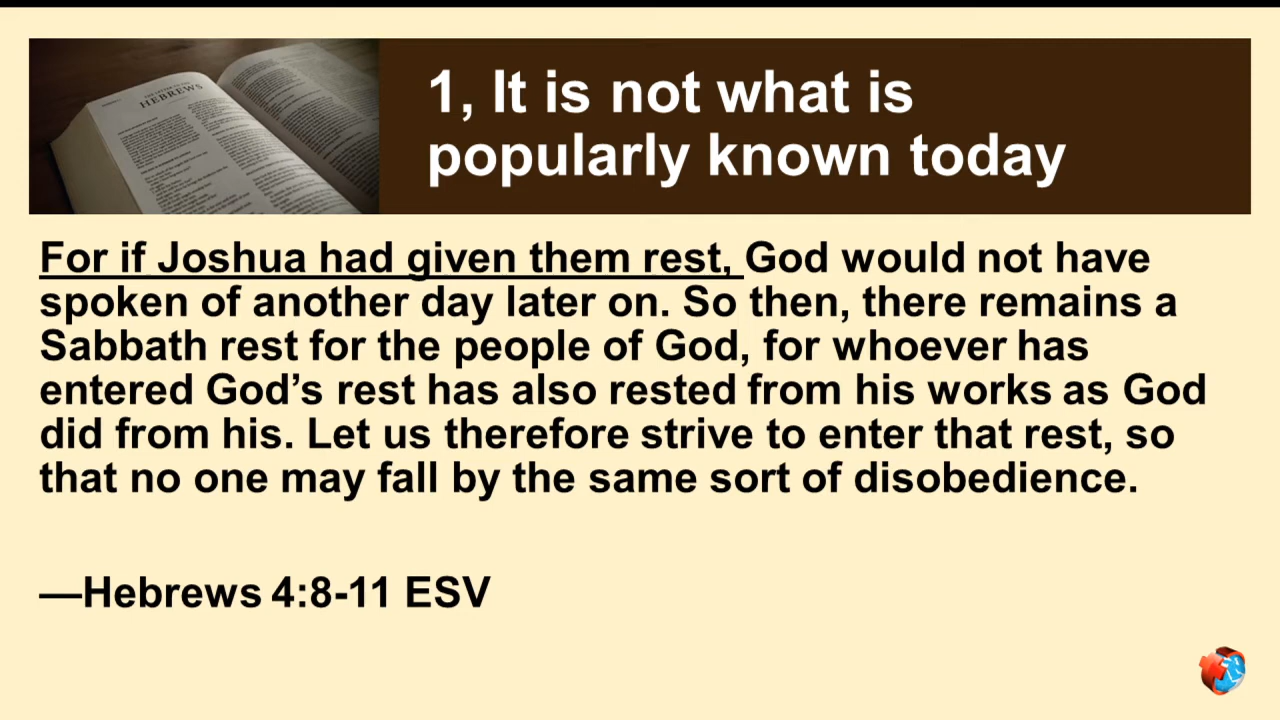 HEBREWS
1, It is not what is
popularly known today
For if Joshua had given them rest, God would not have
spoken of another day later on. So then, there remains a
Sabbath rest for the people of God, for whoever has
entered God’s rest has also rested from his works as God
did from his. Let us therefore strive to enter that rest, so
that no one may fall by the same sort of disobedience.
—Hebrews 4:8-11 ESV